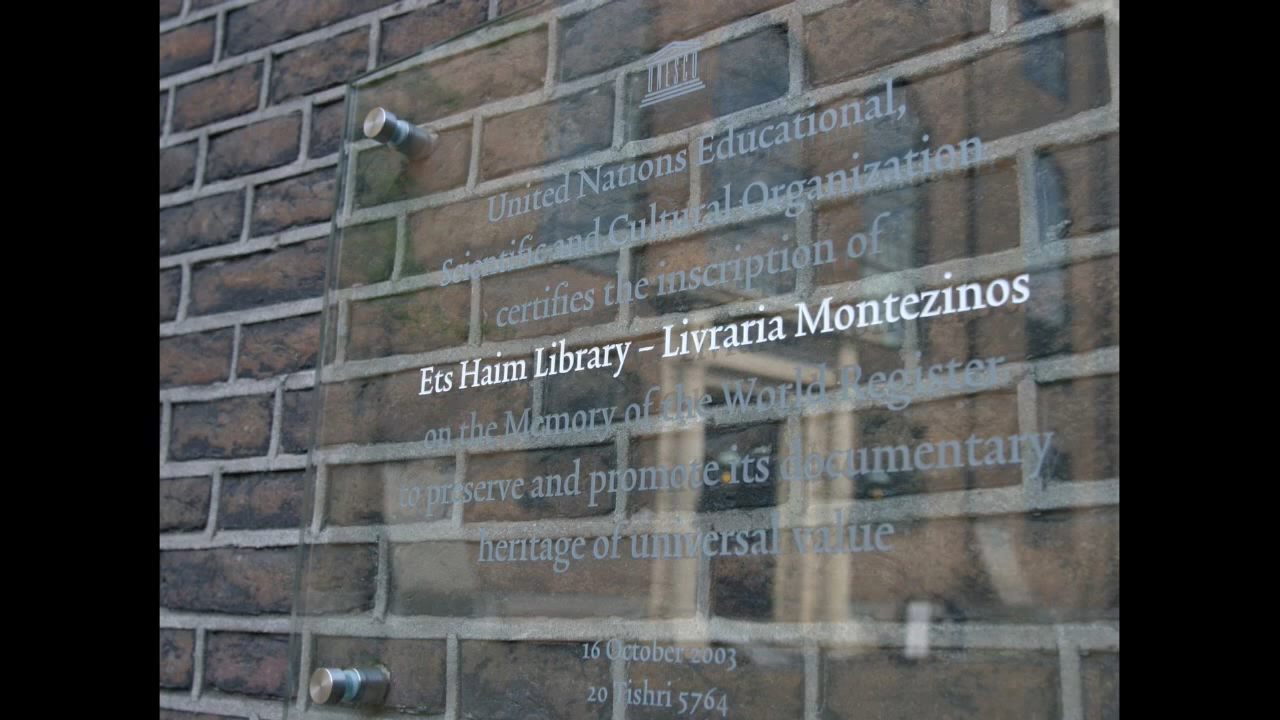 UNESCO
United Nations Educational,
Scientific and Cultural Organization
certifies the inscription of
Ets Haim Library – Livraria Montezinos
on the Memory of the World Register
to preserve and promote its documentary
heritage of universal value
16 October 2003
20 Tishri 5764